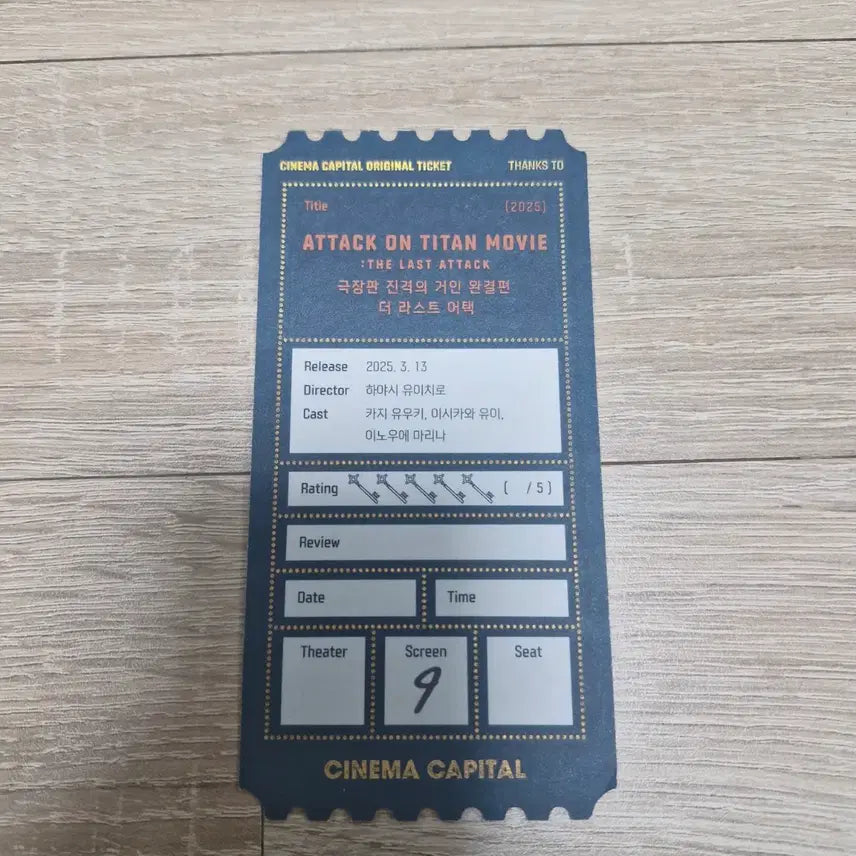 CINEMA CAPITAL ORIGINAL TICKET THANKS TO
Title (2025)
ATTACK ON TITAN MOVIE
:THE LAST ATTACK
극장판 진격의 거인 완결편
더 라스트 어택
Release 2025. 3. 13
Director 하야시 유이치로
Cast 카지 유우키, 이시카와 유이,
이노우에 마리나
Rating ( / 5)
Review
Date Time
Theater Screen Seat
9
CINEMA CAPITAL